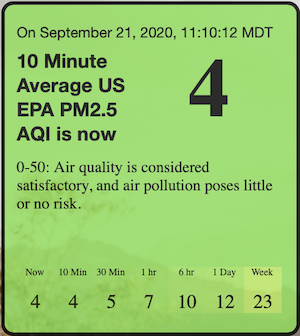 On September 21, 2020, 11:10:12 MDT
10 Minute
Average US
EPA PM2.5
AQI is now
4
0-50: Air quality is considered
satisfactory, and air pollution poses little
or no risk.
Now 10 Min 30 Min 1 hr 6 hr 1 Day Week
4 4 5 7 10 12 23